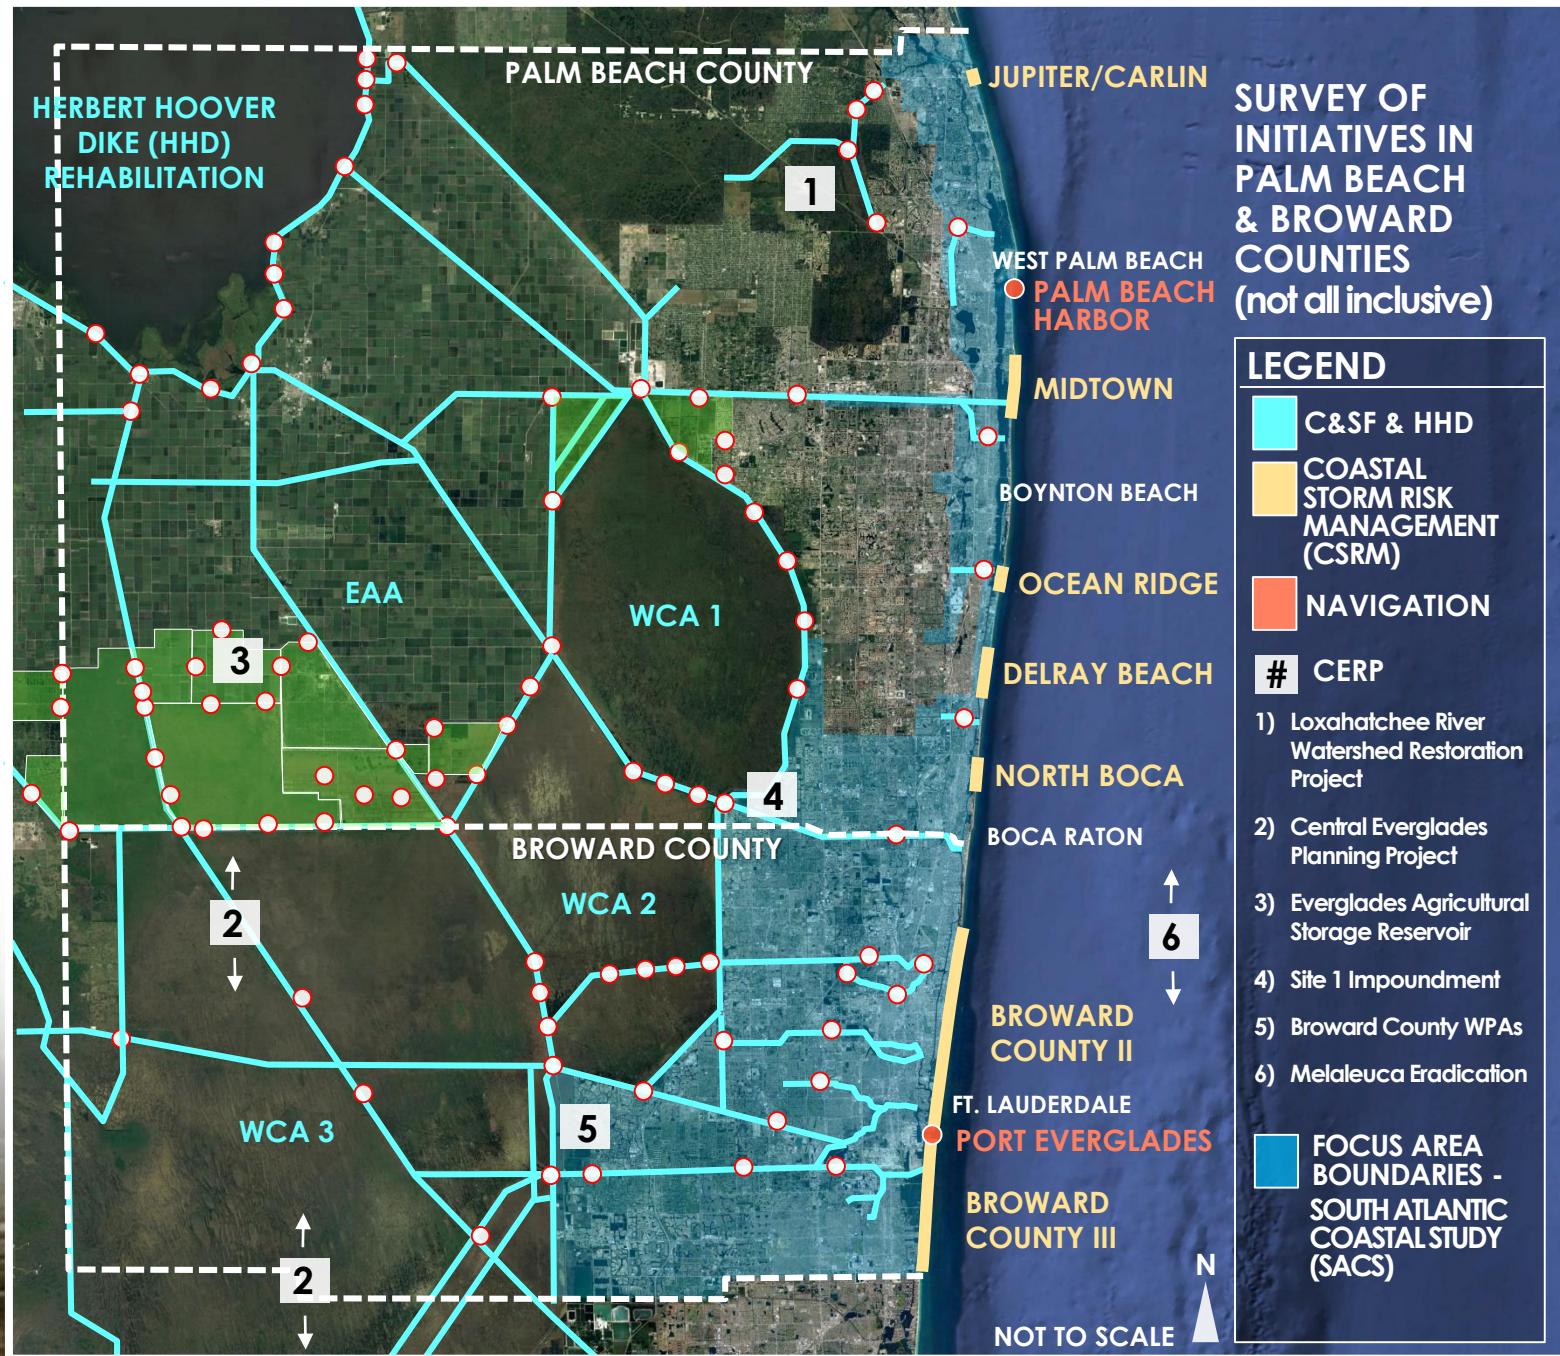 PALM BEACH COUNTY
HERBERT HOOVER
DIKE (HHD)
REHABILITATION
JUPITER/CARLIN
1
WEST PALM BEACH
PALM BEACH
HARBOR
MIDTOWN
BOYNTON BEACH
EAA
WCA 1
OCEAN RIDGE
3
DELRAY BEACH
4
NORTH BOCA
BOCA RATON
BROWARD COUNTY
WCA 2
2
6
BROWARD
COUNTY II
FT. LAUDERDALE
PORT EVERGLADES
5
WCA 3
BROWARD
COUNTY III
2
N
NOT TO SCALE
SURVEY OF
INITIATIVES IN
PALM BEACH
& BROWARD
COUNTIES
(not all inclusive)
LEGEND
C&SF & HHD
COASTAL
STORM RISK
MANAGEMENT
(CSRM)
NAVIGATION
# CERP
1) Loxahatchee River
Watershed Restoration
Project
2) Central Everglades
Planning Project
3) Everglades Agricultural
Storage Reservoir
4) Site 1 Impoundment
5) Broward County WPAs
6) Melaleuca Eradication
FOCUS AREA
BOUNDARIES -
SOUTH ATLANTIC
COASTAL STUDY
(SACS)